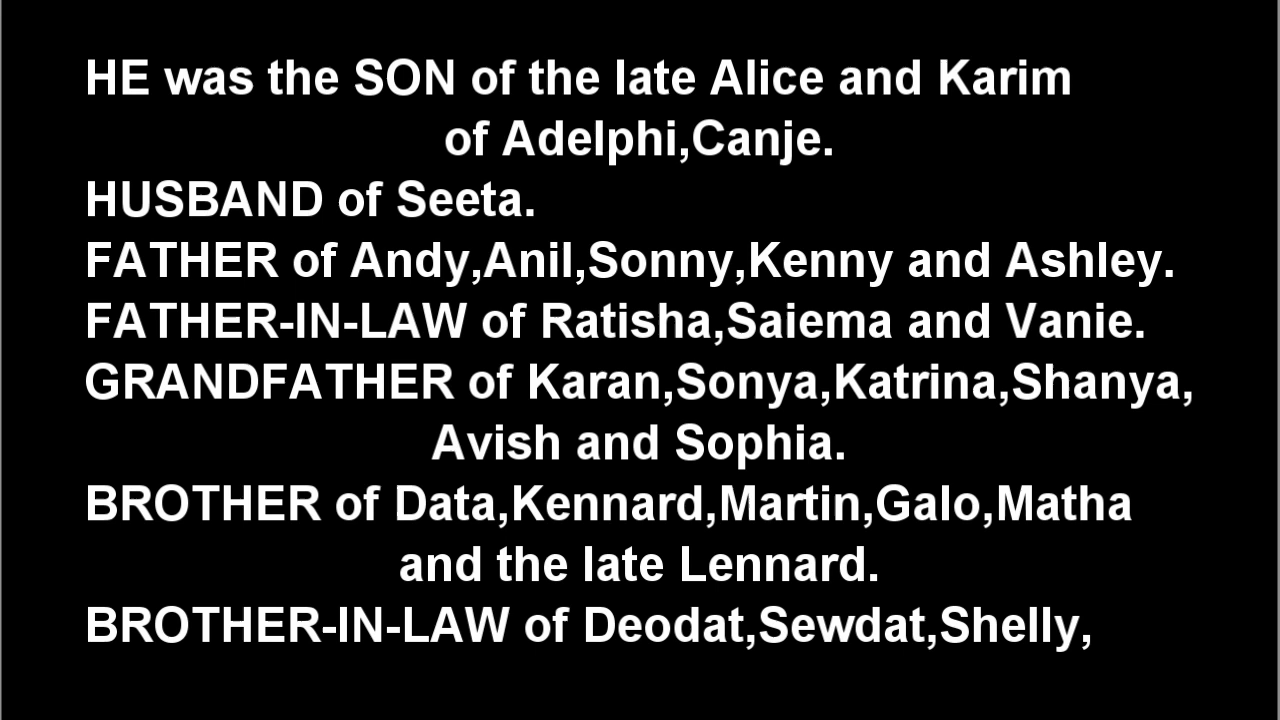 HE was the SON of the late Alice and Karim
of Adelphi,Canje.
HUSBAND of Seeta.
FATHER of Andy,Anil,Sonny,Kenny and Ashley.
FATHER-IN-LAW of Ratisha,Saiema and Vanie.
GRANDFATHER of Karan,Sonya,Katrina,Shanya,
Avish and Sophia.
BROTHER of Data,Kennard,Martin,Galo,Matha
and the late Lennard.
BROTHER-IN-LAW of Deodat,Sewdat,Shelly,